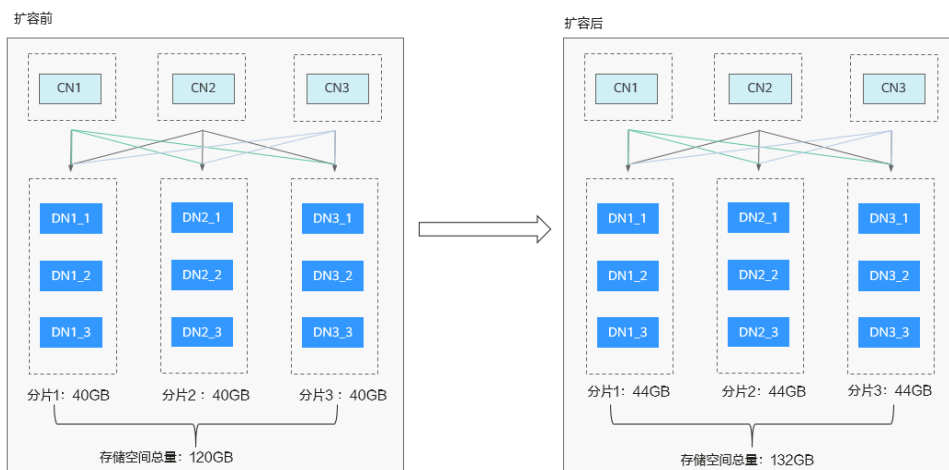 扩容前
CN1
CN2
CN3
DN1_1
DN2_1
DN3_1
DN1_2
DN2_2
DN3_2
DN1_3
DN2_3
DN3_3
分片1：40GB
分片2 ：40GB
分片3 ：40GB
存储空间总量：120GB
扩容后
CN1
CN2
CN3
DN1_1
DN2_1
DN3_1
DN1_2
DN2_2
DN3_2
DN1_3
DN2_3
DN3_3
分片1：44GB
分片2：44GB
分片3：44GB
存储空间总量：132GB